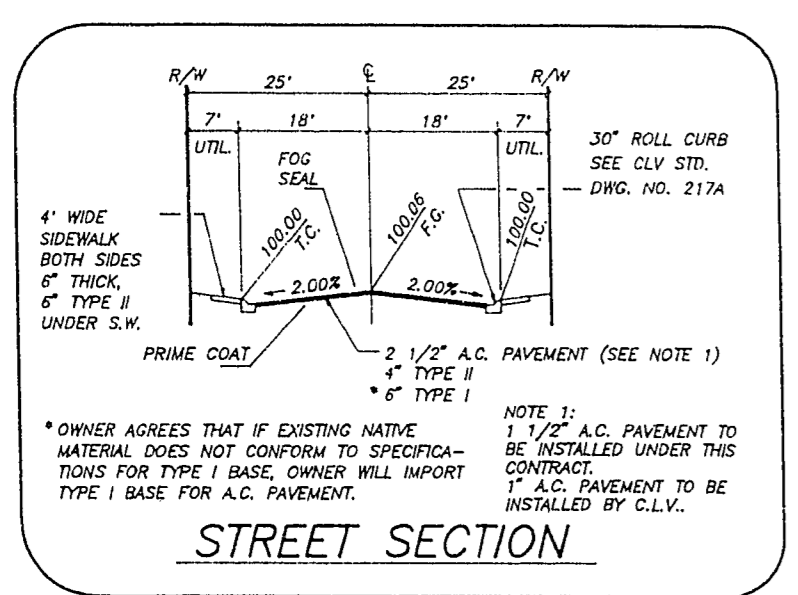 R/W ℄ R/W
25' 25'
7' 18' 18' 7'
UTIL. UTIL.
FOG
SEAL
30" ROLL CURB
SEE CLV STD.
DWG. NO. 217A
4' WIDE
SIDEWALK
BOTH SIDES
6" THICK,
6" TYPE II
UNDER S.W.
100.00
T.C.
100.06
F.G.
100.00
T.C.
2.00% 2.00%
PRIME COAT
2 1/2" A.C. PAVEMENT (SEE NOTE 1)
4" TYPE II
* 6" TYPE I
* OWNER AGREES THAT IF EXISTING NATIVE
MATERIAL DOES NOT CONFORM TO SPECIFICA-
TIONS FOR TYPE I BASE, OWNER WILL IMPORT
TYPE I BASE FOR A.C. PAVEMENT.
NOTE 1:
1 1/2" A.C. PAVEMENT TO
BE INSTALLED UNDER THIS
CONTRACT.
1" A.C. PAVEMENT TO BE
INSTALLED BY C.L.V..
STREET SECTION